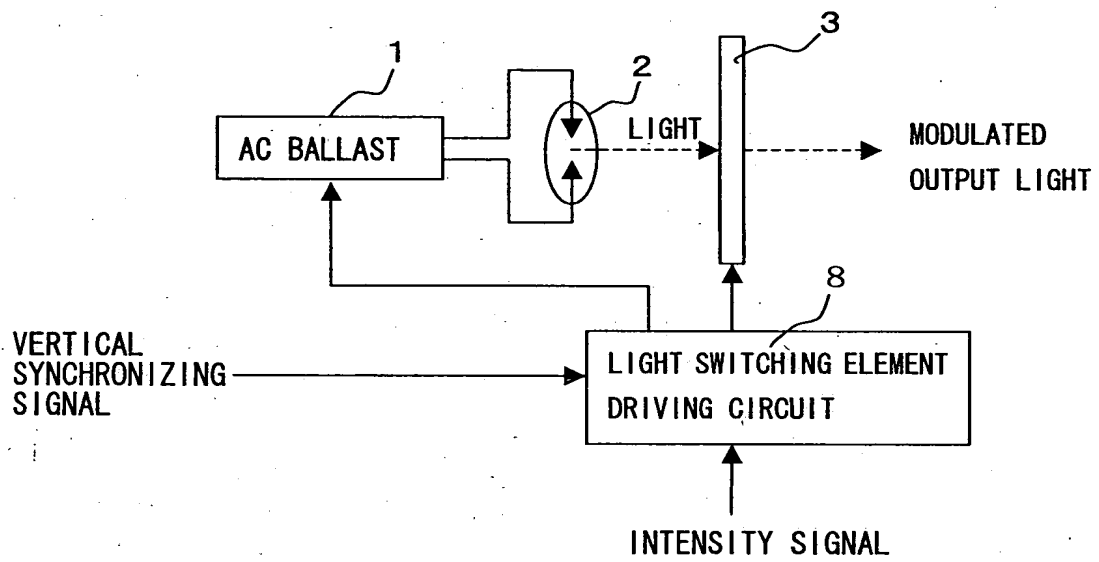 3
1
2
AC BALLAST
LIGHT
MODULATED
OUTPUT LIGHT
8
VERTICAL
SYNCHRONIZING
SIGNAL
LIGHT SWITCHING ELEMENT
DRIVING CIRCUIT
INTENSITY SIGNAL